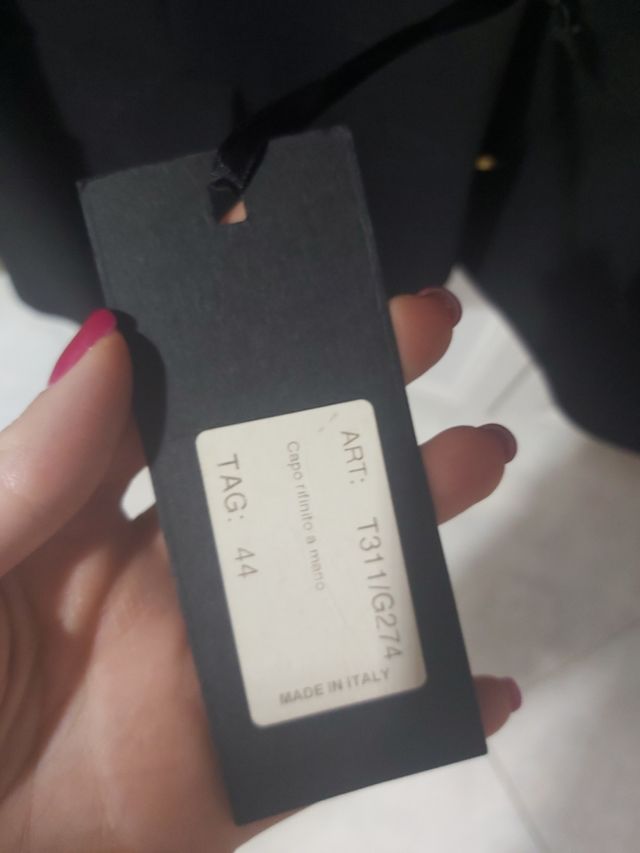 ART: T311/G274
Capo rifinito a mano
TAG: 44
MADE IN ITALY